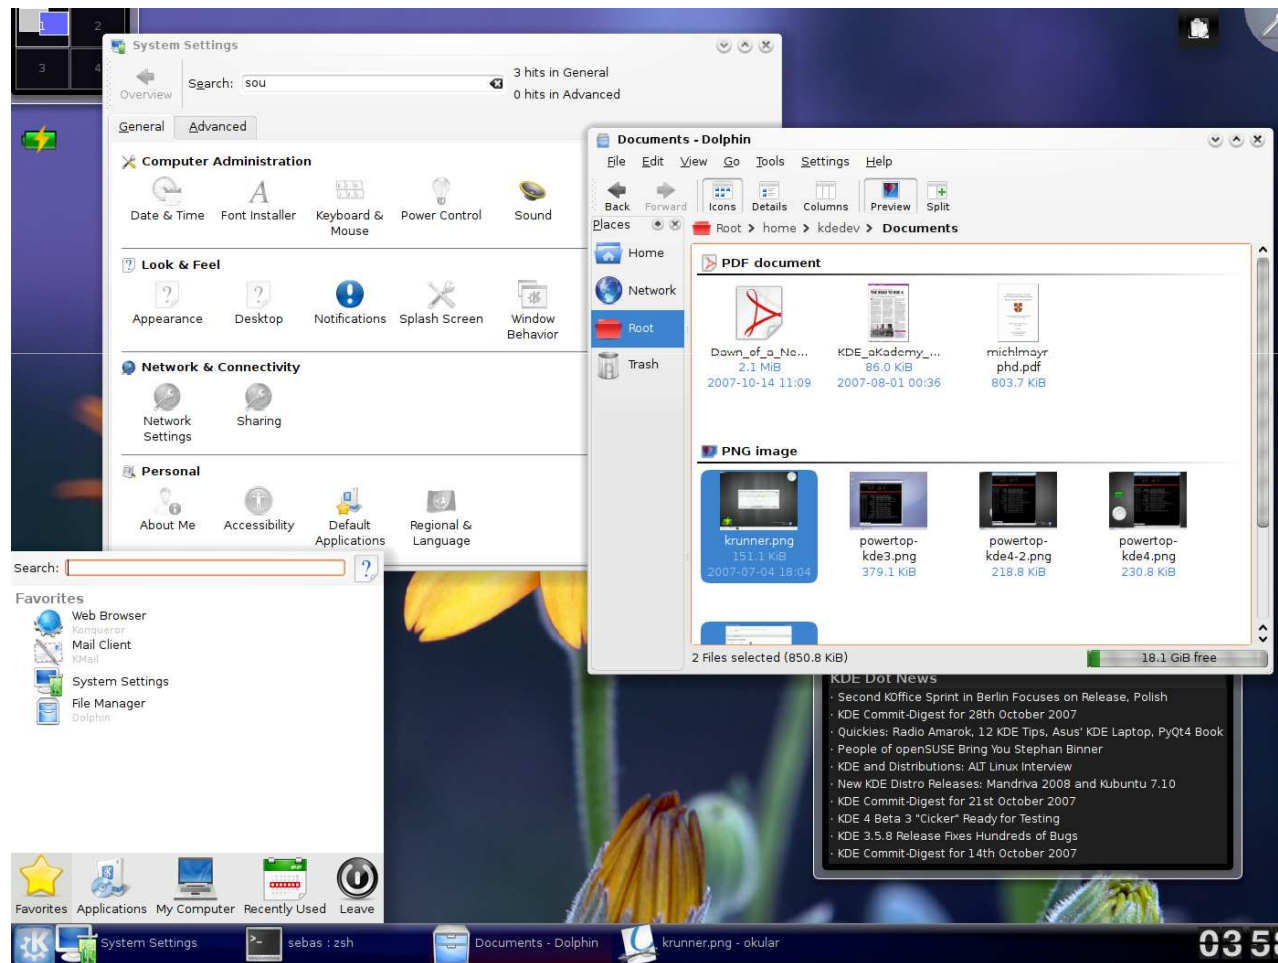 1 2
3 4
System Settings
Overview
Search: sou
3 hits in General
0 hits in Advanced
General Advanced
Computer Administration
Date & Time Font Installer Keyboard & Mouse Power Control Sound
Look & Feel
Appearance Desktop Notifications Splash Screen Window Behavior
Network & Connectivity
Network Settings Sharing
Personal
About Me Accessibility Default Applications Regional & Language
Documents - Dolphin
File Edit View Go Tools Settings Help
Back Forward Icons Details Columns Preview Split
Places
Root > home > kdedev > Documents
Home
Network
Root
Trash
PDF document
Dawn_of_a_Ne... KDE_aKademy_... michlmayr phd.pdf
2.1 MiB 86.0 KiB 803.7 KiB
2007-10-14 11:09 2007-08-01 00:36
PNG image
krunner.png powertop-kde3.png powertop-kde4-2.png powertop-kde4.png
151.1 KiB 379.1 KiB 218.8 KiB 230.8 KiB
2007-07-04 18:04
2 Files selected (850.8 KiB)
18.1 GiB free
Search:
Favorites
Web Browser
Konqueror
Mail Client
KMail
System Settings
File Manager
Dolphin
Favorites Applications My Computer Recently Used Leave
KDE Dot News
· Second KOffice Sprint in Berlin Focuses on Release, Polish
· KDE Commit-Digest for 28th October 2007
· Quickies: Radio Amarok, 12 KDE Tips, Asus' KDE Laptop, PyQt4 Book
· People of openSUSE Bring You Stephan Binner
· KDE and Distributions: ALT Linux Interview
· New KDE Distro Releases: Mandriva 2008 and Kubuntu 7.10
· KDE Commit-Digest for 21st October 2007
· KDE 4 Beta 3 "Cicker" Ready for Testing
· KDE 3.5.8 Release Fixes Hundreds of Bugs
· KDE Commit-Digest for 14th October 2007
System Settings
sebas : zsh
Documents - Dolphin
krunner.png - okular
03 5